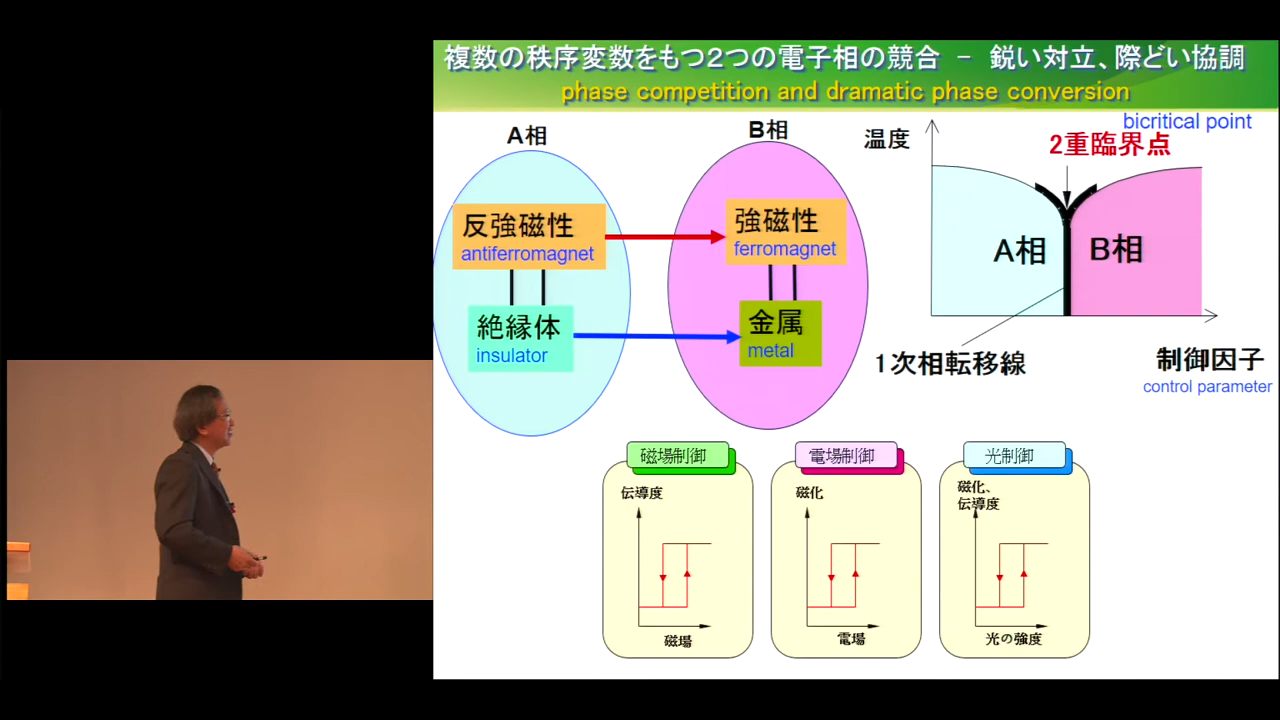 複数の秩序変数をもつ2つの電子相の競合 － 鋭い対立、際どい協調
phase competition and dramatic phase conversion
A相
B相
反強磁性
antiferromagnet
強磁性
ferromagnet
絶縁体
insulator
金属
metal
温度
bicritical point
2重臨界点
A相
B相
1次相転移線
制御因子
control parameter
磁場制御
伝導度
磁場
電場制御
磁化
電場
光制御
磁化、
伝導度
光の強度